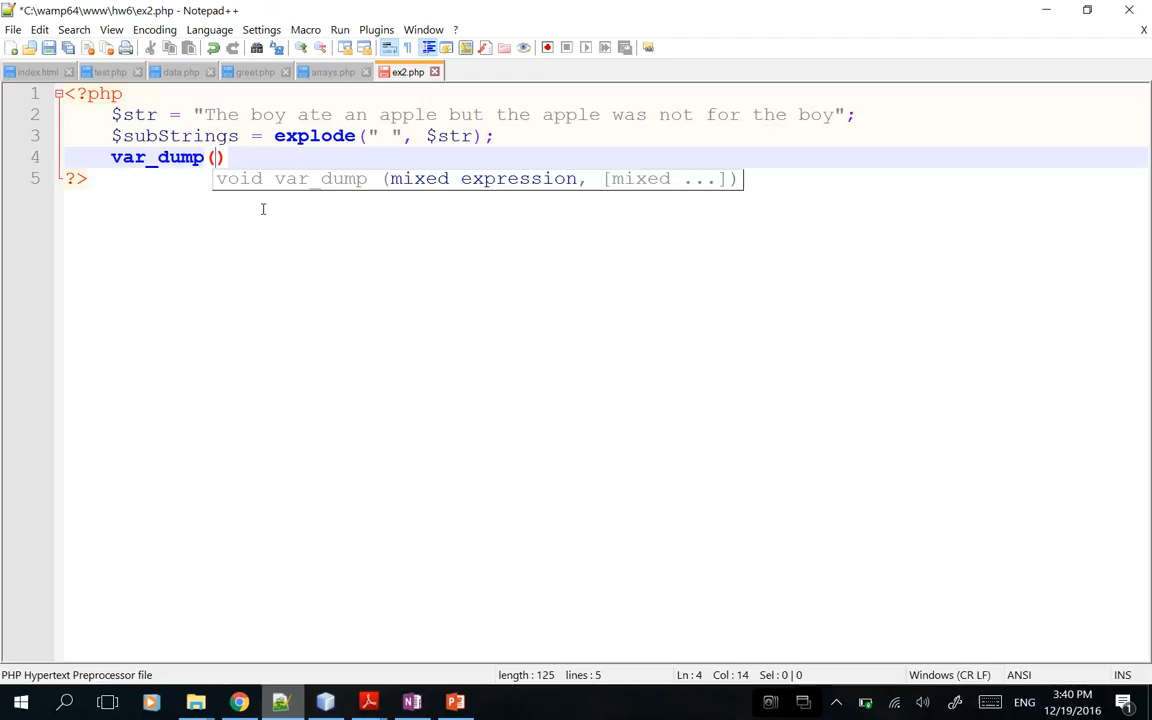 *C:\wamp64\www\hw6\ex2.php - Notepad++
File Edit Search View Encoding Language Settings Macro Run Plugins Window ? X
index.html test.php data.php greet.php arrays.php ex2.php
1 <?php
2 $str = "The boy ate an apple but the apple was not for the boy";
3 $subStrings = explode(" ", $str);
4 var_dump()
5 ?>
void var_dump (mixed expression, [mixed ...])
PHP Hypertext Preprocessor file length : 125 lines : 5 Ln : 4 Col : 14 Sel : 0 | 0 Windows (CR LF) ANSI INS
ENG 3:40 PM
12/19/2016 1